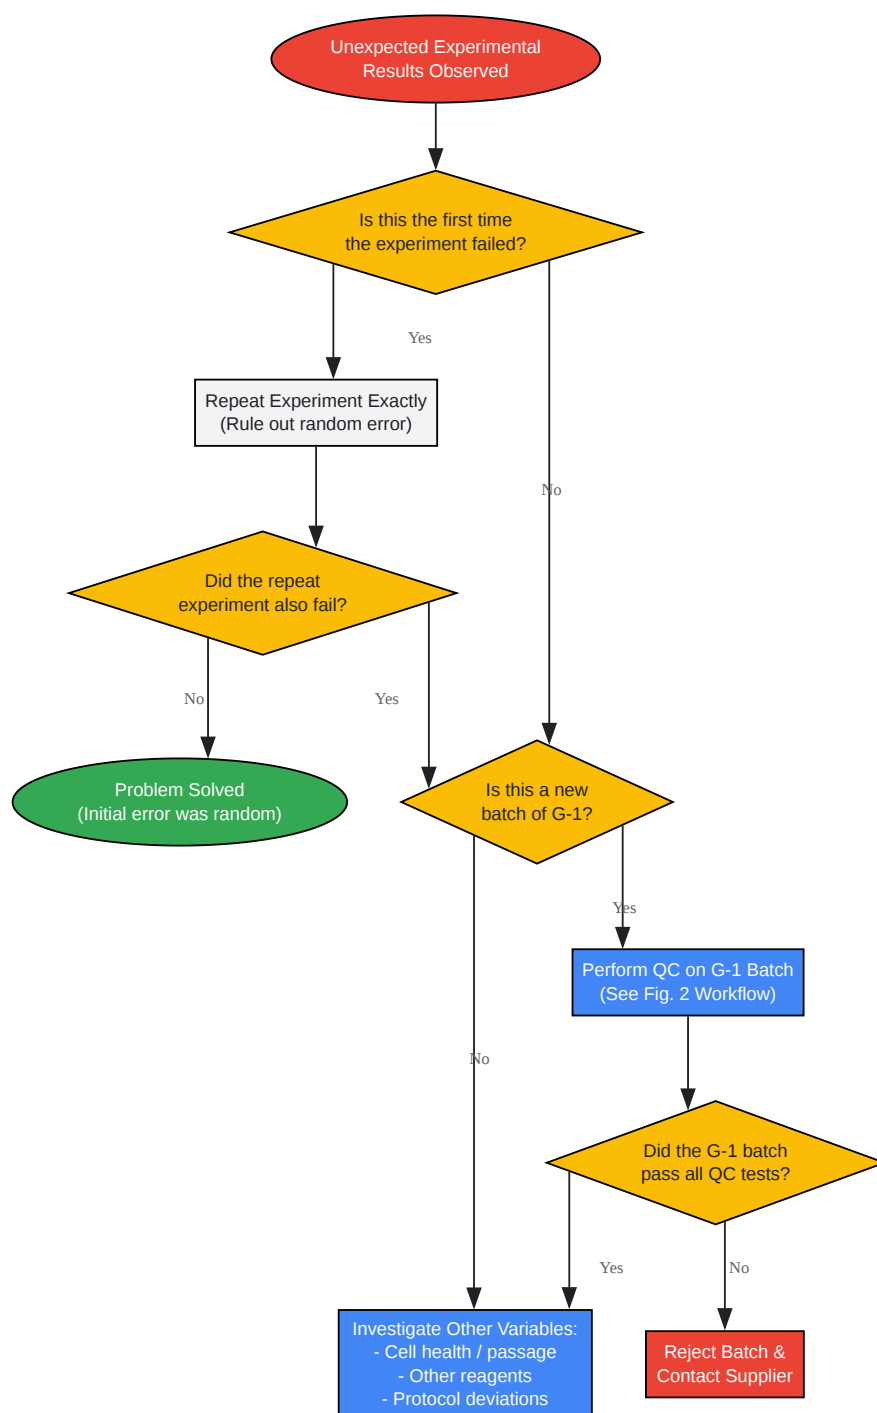 Unexpected Experimental
Results Observed
Is this the first time
the experiment failed?
Yes
Repeat Experiment Exactly
(Rule out random error)
No
Did the repeat
experiment also fail?
No
Yes
Problem Solved
(Initial error was random)
Is this a new
batch of G-1?
Yes
Perform QC on G-1 Batch
(See Fig. 2 Workflow)
No
Did the G-1 batch
pass all QC tests?
Yes
No
Investigate Other Variables:
- Cell health / passage
- Other reagents
- Protocol deviations
Reject Batch &
Contact Supplier